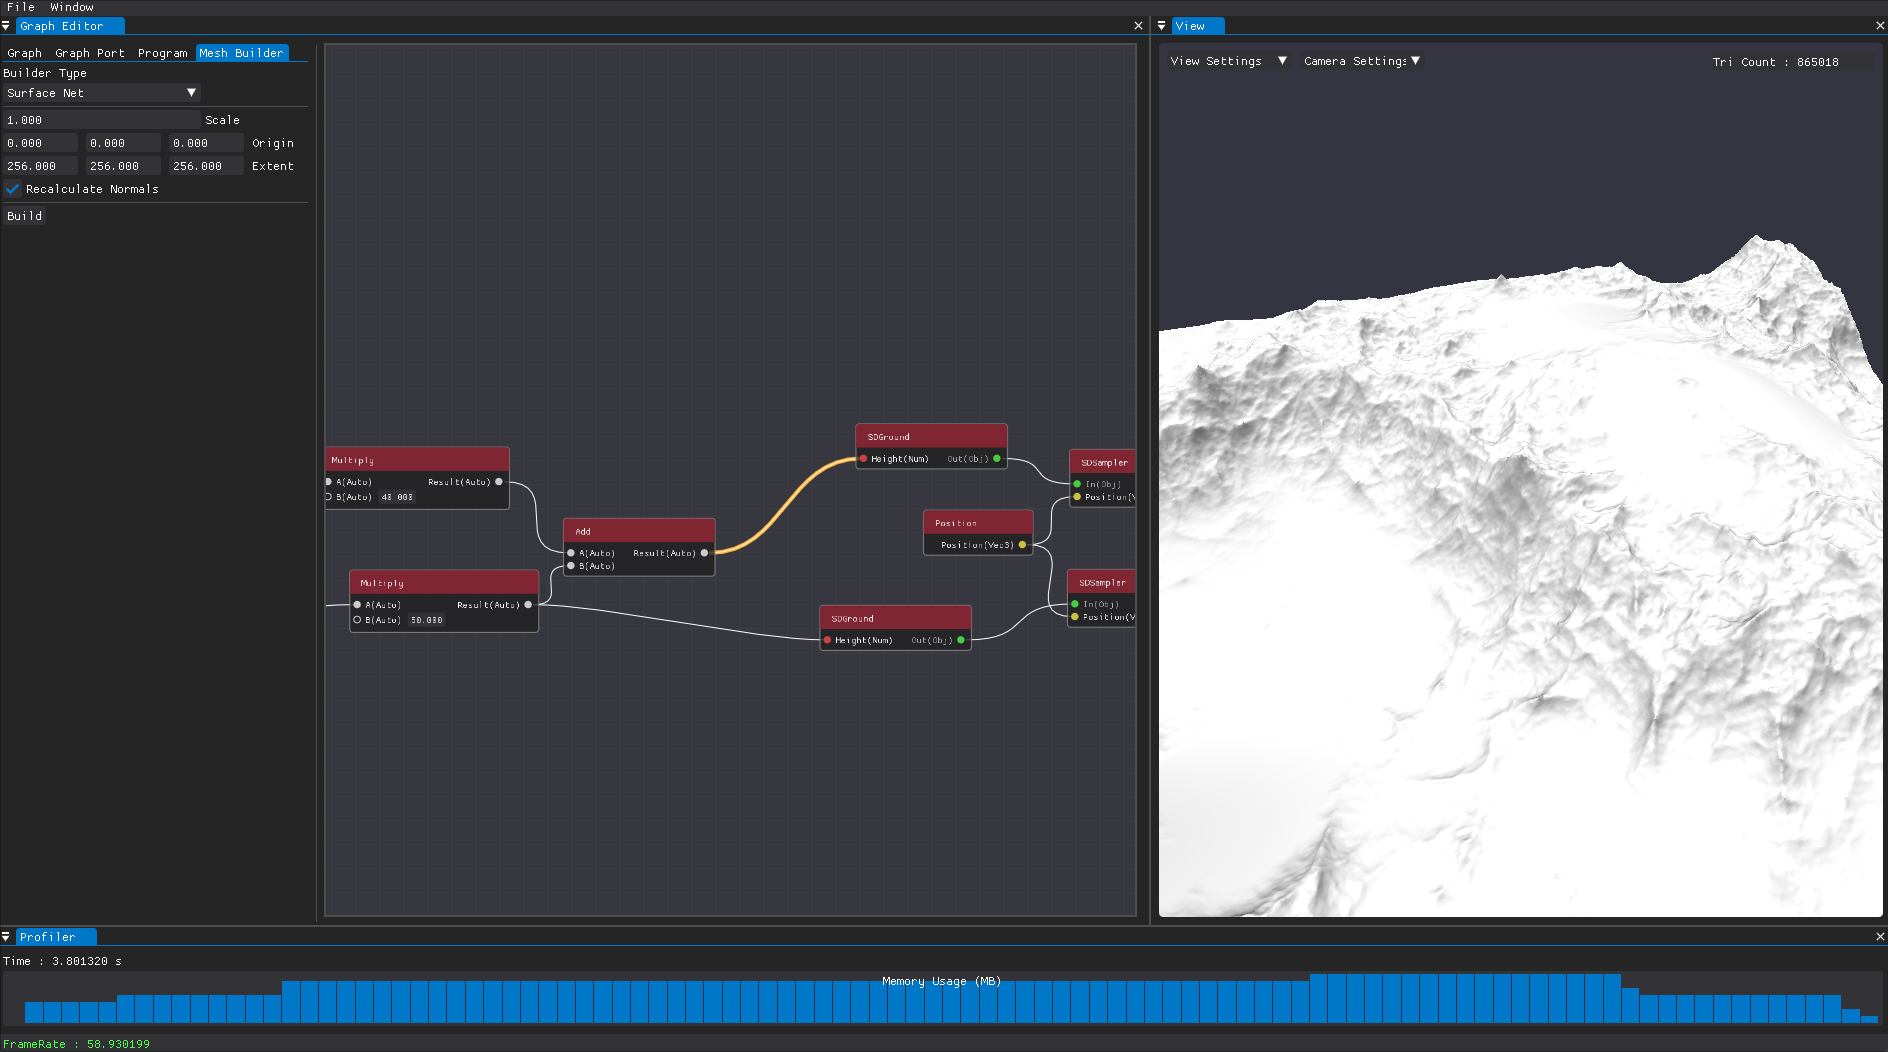 File Window
Graph Editor
Graph Graph Port Program Mesh Builder
Builder Type
Surface Net
1.000 Scale
0.000 0.000 0.000 Origin
256.000 256.000 256.000 Extent
Recalculate Normals
Build
Multiply
A(Auto) Result(Auto)
B(Auto) 40.000
Multiply
A(Auto) Result(Auto)
B(Auto) 50.000
Add
A(Auto) Result(Auto)
B(Auto)
SDGround
Height(Num) Out(Obj)
SDGround
Height(Num) Out(Obj)
Position
Position(Vec3)
SDSampler
In(Obj)
Position(V
SDSampler
In(Obj)
Position(V
View
View Settings Camera Settings
Tri Count : 865018
Profiler
Time : 3.801320 s
Memory Usage (MB)
FrameRate : 58.930199